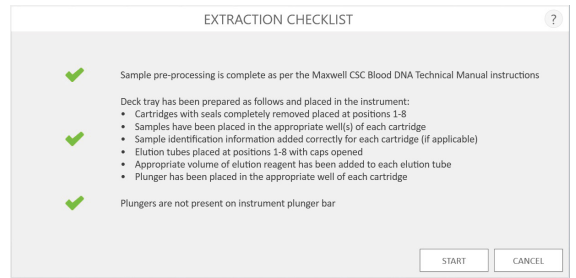 EXTRACTION CHECKLIST
?
Sample pre-processing is complete as per the Maxwell CSC Blood DNA Technical Manual instructions
Deck tray has been prepared as follows and placed in the instrument:
• Cartridges with seals completely removed placed at positions 1-8
• Samples have been placed in the appropriate well(s) of each cartridge
• Sample identification information added correctly for each cartridge (if applicable)
• Elution tubes placed at positions 1-8 with caps opened
• Appropriate volume of elution reagent has been added to each elution tube
• Plunger has been placed in the appropriate well of each cartridge
Plungers are not present on instrument plunger bar
START
CANCEL